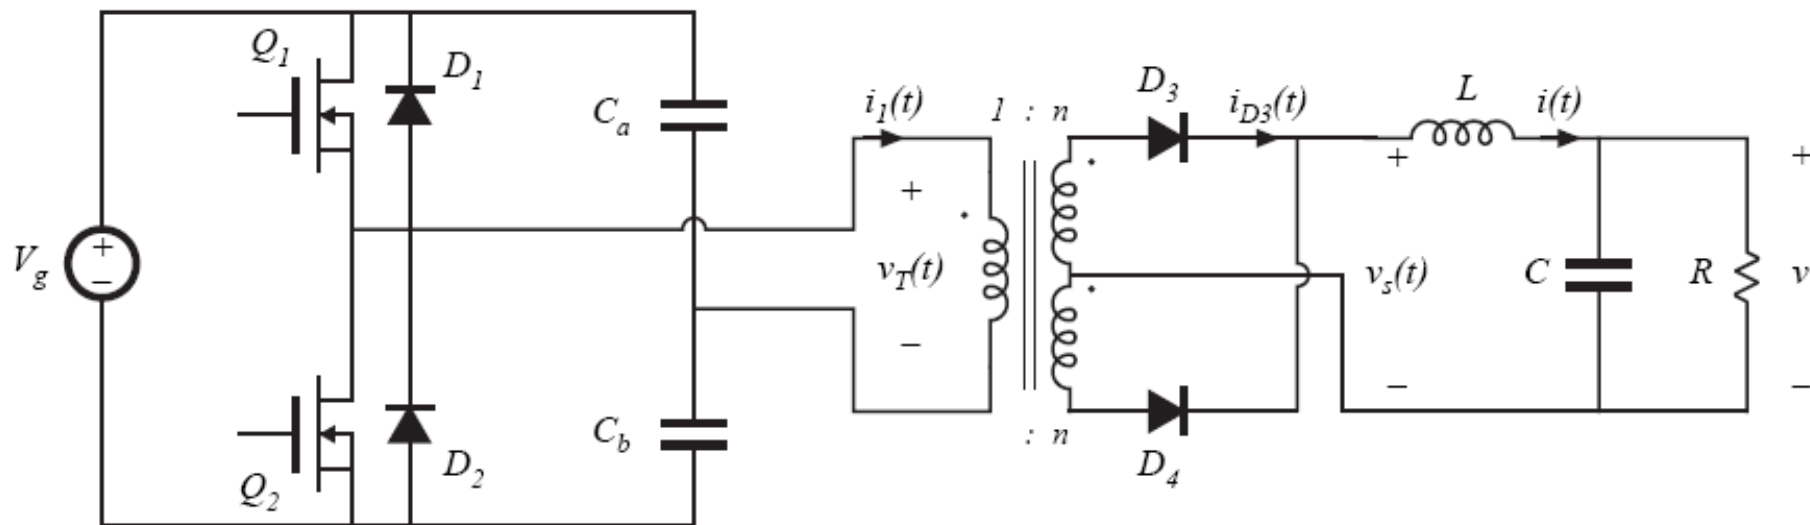 Q1
D1
Ca
i1(t)
1 : n
D3
iD3(t)
L
i(t)
+
+
+
+
Vg
−
vT(t)
vs(t)
C
R
v
−
−
−
Q2
D2
Cb
: n
D4